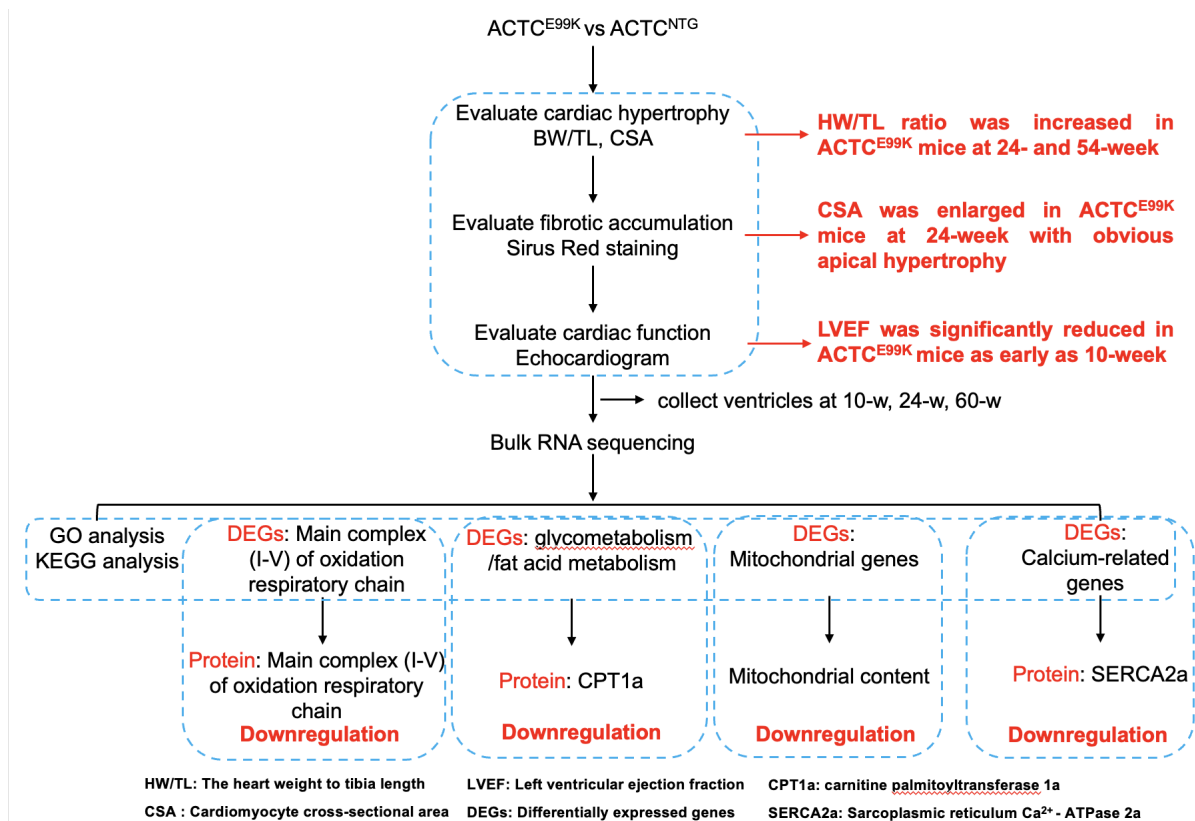 ACTCE99K vs ACTCNTG
Evaluate cardiac hypertrophy
BW/TL, CSA
HW/TL ratio was increased in
ACTCE99K mice at 24- and 54-week
Evaluate fibrotic accumulation
Sirus Red staining
CSA was enlarged in ACTCE99K
mice at 24-week with obvious
apical hypertrophy
Evaluate cardiac function
Echocardiogram
LVEF was significantly reduced in
ACTCE99K mice as early as 10-week
collect ventricles at 10-w, 24-w, 60-w
Bulk RNA sequencing
GO analysis
KEGG analysis
DEGs: Main complex
(I-V) of oxidation
respiratory chain
DEGs: glycometabolism
/fat acid metabolism
DEGs:
Mitochondrial genes
DEGs:
Calcium-related
genes
Protein: Main complex (I-V)
of oxidation respiratory
chain
Downregulation
Protein: CPT1a
Downregulation
Mitochondrial content
Downregulation
Protein: SERCA2a
Downregulation
HW/TL: The heart weight to tibia length
LVEF: Left ventricular ejection fraction
CPT1a: carnitine palmitoyltransferase 1a
CSA : Cardiomyocyte cross-sectional area
DEGs: Differentially expressed genes
SERCA2a: Sarcoplasmic reticulum Ca2+ - ATPase 2a